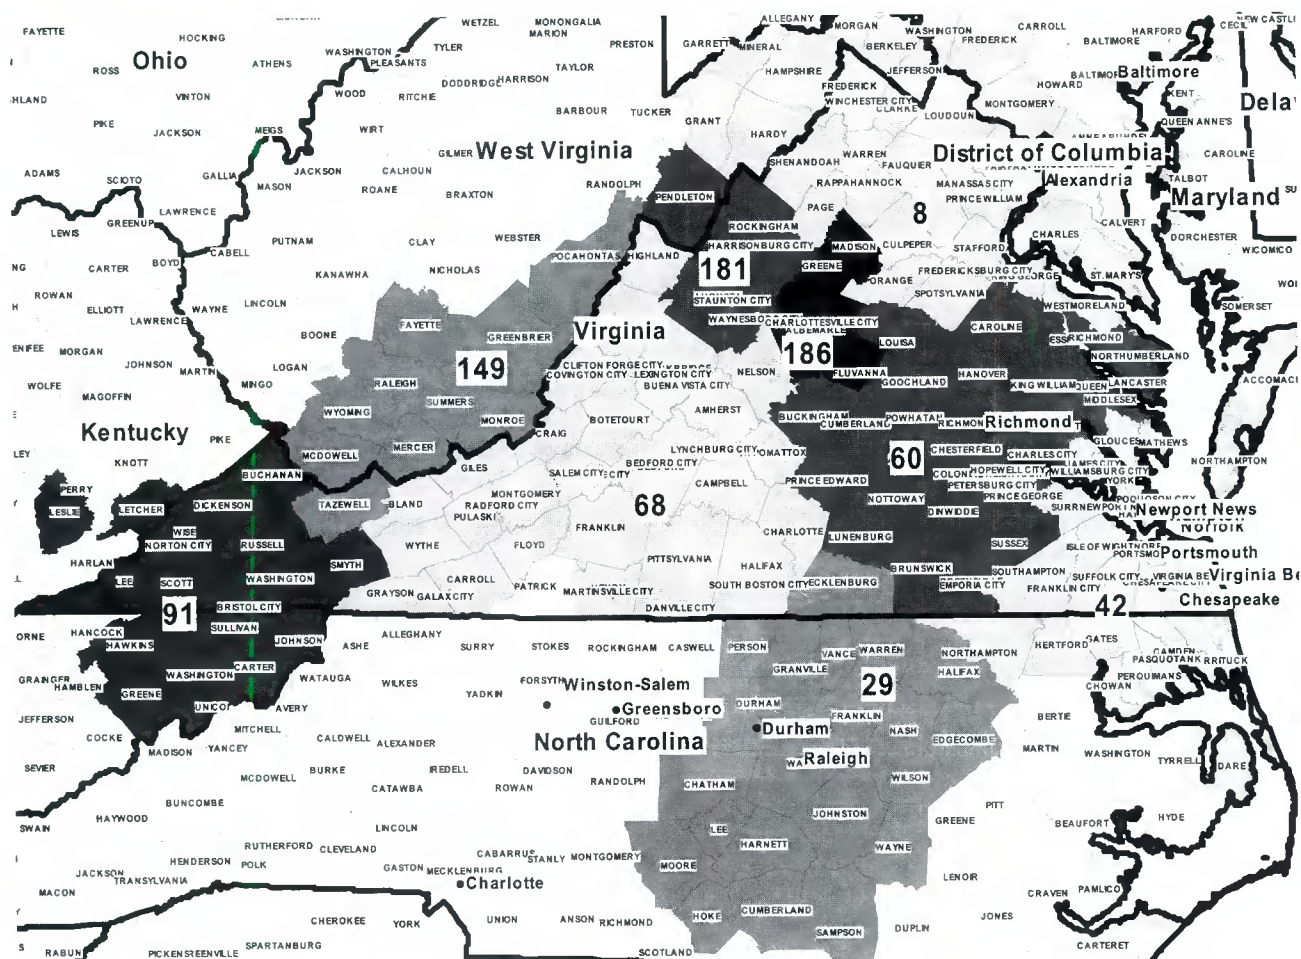 FAYETTE
HOCKING
WETZEL
MONONGALIA
MARION
ALLEGANY
MORGAN
WASHINGTON
FREDERICK
CARROLL
HARFORD
CECIL
Ohio
WASHINGTON
PLEASANTS
TYLER
PRESTON
GARRETT
MINERAL
BERKELEY
BALTIMORE
ROSS
ATHENS
DODDRIDGE
HARRISON
TAYLOR
HAMPSHIRE
JEFFERSON
Baltimore
VINTON
WOOD
RITCHIE
BARBOUR
TUCKER
FREDERICK
WINCHESTER CITY
CLARKE
HOWARD
KENT
PIKE
JACKSON
MEIGS
WIRT
GRANT
HARDY
LOUDOUN
MONTGOMERY
QUEEN ANNE'S
GILMER
West Virginia
SHENANDOAH
WARREN
FAUQUIER
District of Columbia
CAROLINE
ADAMS
SCIOTO
GALLIA
MASON
JACKSON
ROANE
CALHOUN
BRAXTON
RANDOLPH
PENDLETON
RAPPAHANNOCK
MANASSAS CITY
PRINCE WILLIAM
Alexandria
TALBOT
Maryland
LAWRENCE
GREENUP
PAGE
8
CALVERT
LEWIS
CABELL
PUTNAM
CLAY
WEBSTER
ROCKINGHAM
HARRISONBURG CITY
MADISON
CULPEPER
STAFFORD
CHARLES
DORCHESTER
WICOMICO
CARTER
BOYD
KANAWHA
NICHOLAS
POCAHONTAS
HIGHLAND
181
GREENE
ORANGE
FREDERICKSBURG CITY
ST.MARY'S
ROWAN
ELLIOTT
WAYNE
LINCOLN
STAUNTON CITY
SPOTSYLVANIA
WESTMORELAND
SOMERSET
LAWRENCE
BOONE
FAYETTE
GREENBRIER
Virginia
CHARLOTTESVILLE CITY
ALBEMARLE
LOUISA
CAROLINE
RICHMOND
MORGAN
JOHNSON
MARTIN
LOGAN
149
CLIFTON FORGE CITY
COVINGTON CITY
LEXINGTON CITY
BUENA VISTA CITY
NELSON
186
FLUVANNA
GOOCHLAND
HANOVER
KING WILLIAM
QUEEN
NORTHUMBERLAND
LANCASTER
MIDDLESEX
WOLFE
MAGOFFIN
MINGO
RALEIGH
WYOMING
SUMMERS
MONROE
BOTETOURT
AMHERST
BUCKINGHAM
CUMBERLAND
POWHATAN
Richmond
MATHEWS
Kentucky
PIKE
KNOTT
MCDOWELL
MERCER
CRAIG
GILES
LYNCHBURG CITY
BEDFORD CITY
60
CHESTERFIELD
CHARLES CITY
NORTHAMPTON
PERRY
BUCHANAN
SALEM CITY
CAMPBELL
PRINCE EDWARD
HOPEWELL CITY
WILLIAMSBURG CITY
PETERSBURG CITY
YORK
LESLIE
LETCHER
DICKENSON
TAZEWELL
BLAND
MONTGOMERY
RADFORD CITY
PULASKI
68
FRANKLIN
NOTTOWAY
PRINCE GEORGE
DINWIDDIE
Newport News
Norfolk
WISE
NORTON CITY
RUSSELL
WYTHE
FLOYD
CHARLOTTE
LUNENBURG
SUSSEX
ISLE OF WIGHT
Portsmouth
HARLAN
LEE
SCOTT
WASHINGTON
SMYTH
PITTSYLVANIA
HALIFAX
BRUNSWICK
SOUTHAMPTON
SUFFOLK CITY
CARROLL
PATRICK
SOUTH BOSTON CITY
EMPORIA CITY
FRANKLIN CITY
91
BRISTOL CITY
GRAYSON
GALAX CITY
MARTINSVILLE CITY
DANVILLE CITY
42
Chesapeake
HANCOCK
HAWKINS
SULLIVAN
JOHNSON
ASHE
ALLEGHANY
SURRY
STOKES
ROCKINGHAM
CASWELL
PERSON
VANCE
WARREN
NORTHAMPTON
HERTFORD
GATES
CAMDEN
PASQUOTANK
PERQUIMANS
CHOWAN
GRAINGER
HAMBLEN
GREENE
WASHINGTON
CARTER
WATAUGA
WILKES
YADKIN
FORSYTH
Winston-Salem
GRANVILLE
29
HALIFAX
JEFFERSON
UNICOI
AVERY
MITCHELL
Greensboro
GUILFORD
DURHAM
FRANKLIN
BERTIE
COCKE
MADISON
YANCEY
CALDWELL
ALEXANDER
North Carolina
Durham
NASH
EDGECOMBE
MARTIN
WASHINGTON
TYRRELL
DARE
SEVIER
MCDOWELL
BURKE
IREDELL
DAVIDSON
RANDOLPH
Raleigh
CHATHAM
WILSON
BUNCOMBE
CATAWBA
ROWAN
PITT
SWAIN
HAYWOOD
LINCOLN
LEE
JOHNSTON
GREENE
BEAUFORT
HYDE
RUTHERFORD
CLEVELAND
HARNETT
WAYNE
JACKSON
HENDERSON
POLK
TRANSYLVANIA
GASTON
MECKLENBURG
CABARRUS
STANLY
MONTGOMERY
MOORE
LENOIR
MACON
Charlotte
CRAVEN
PAMLICO
CHEROKEE
YORK
UNION
ANSON
RICHMOND
HOKE
CUMBERLAND
SAMPSON
DUPLIN
JONES
RABUN
PICKENS
GREENVILLE
SPARTANBURG
SCOTLAND
CARTERET